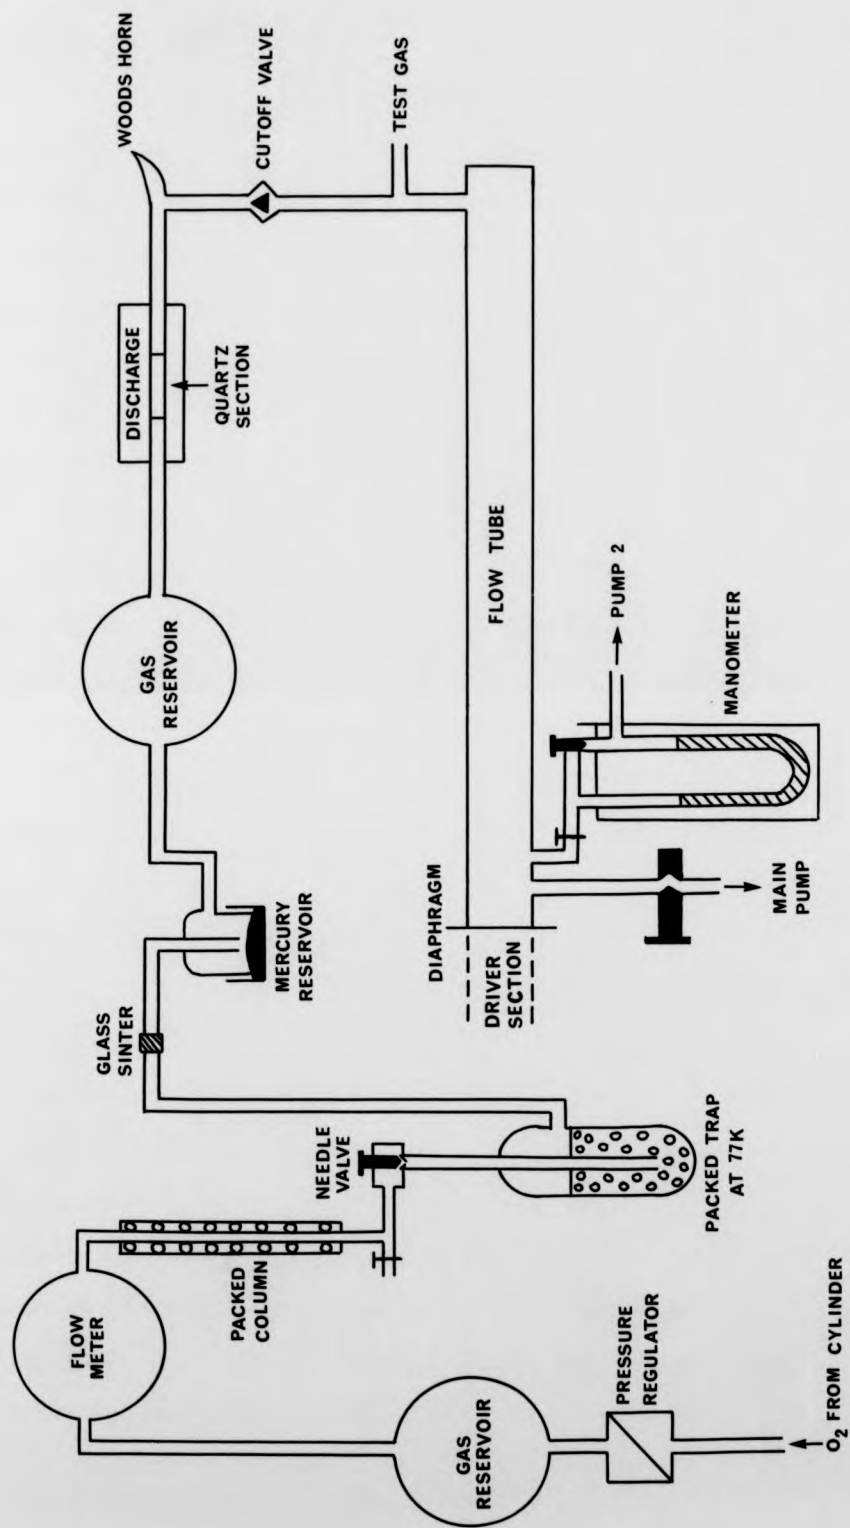 O2 FROM CYLINDER
PRESSURE
REGULATOR
GAS
RESERVOIR
FLOW
METER
PACKED
COLUMN
NEEDLE
VALVE
PACKED TRAP
AT 77K
GLASS
SINTER
MERCURY
RESERVOIR
GAS
RESERVOIR
DISCHARGE
QUARTZ
SECTION
WOODS HORN
CUTOFF VALVE
TEST GAS
FLOW TUBE
DIAPHRAGM
DRIVER
SECTION
MAIN
PUMP
MANOMETER
PUMP 2